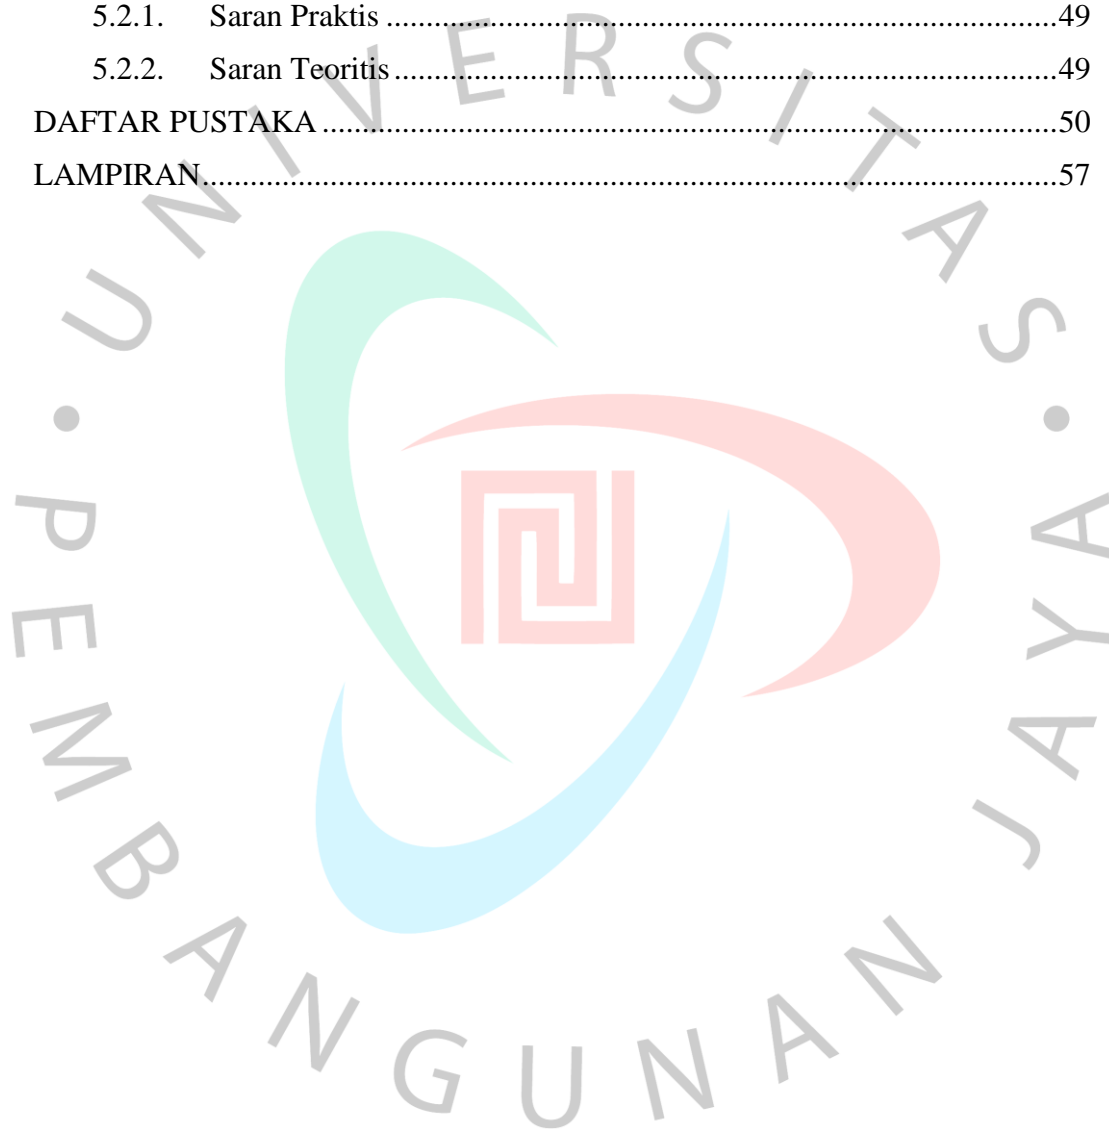 5.2.1. Saran Praktis ....................................................................................49
5.2.2. Saran Teoritis ...................................................................................49
DAFTAR PUSTAKA ............................................................................................50
LAMPIRAN...........................................................................................................57
UNIVERSITAS • PEMBANGUNAN JAYA •